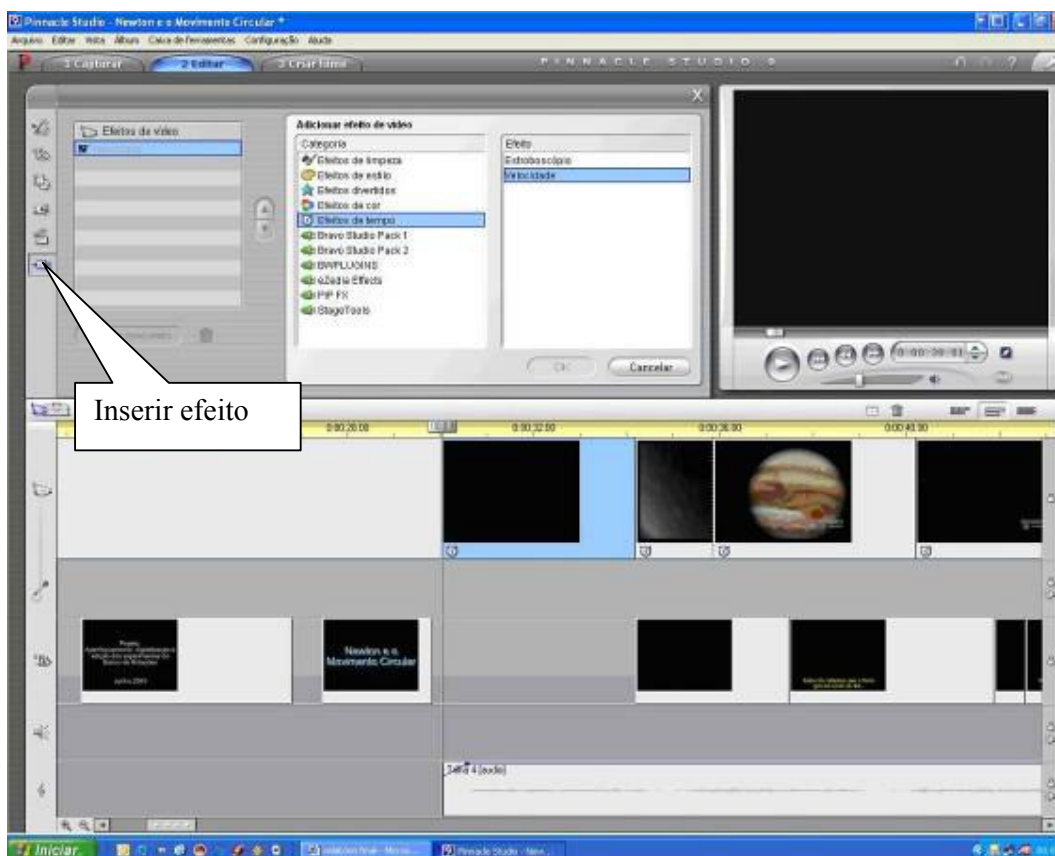 Pinnacle Studio - Newton e o Movimento Circular *
Arquivo Editar Vista Álbum Caixa de ferramentas Configuração Ajuda
1 Capturar 2 Editar 3 Criar filme PINNACLE STUDIO 9
Efeitos de vídeo
Adicionar efeito de vídeo
Categoria
Efeitos de limpeza
Efeitos de estilo
Efeitos divertidos
Efeitos de cor
Efeitos de tempo
Bravo Studio Pack 1
Bravo Studio Pack 2
BWPLUGINS
eZedia Effects
PiP FX
StageTools
Efeito
Estroboscópio
Velocidade
OK Cancelar
Inserir efeito
0:00:28.00 0:00:32.00 0:00:36.00 0:00:40.00
Newton e o
Movimento Circular
[audio]
Iniciar
Pinnacle Studio - New...